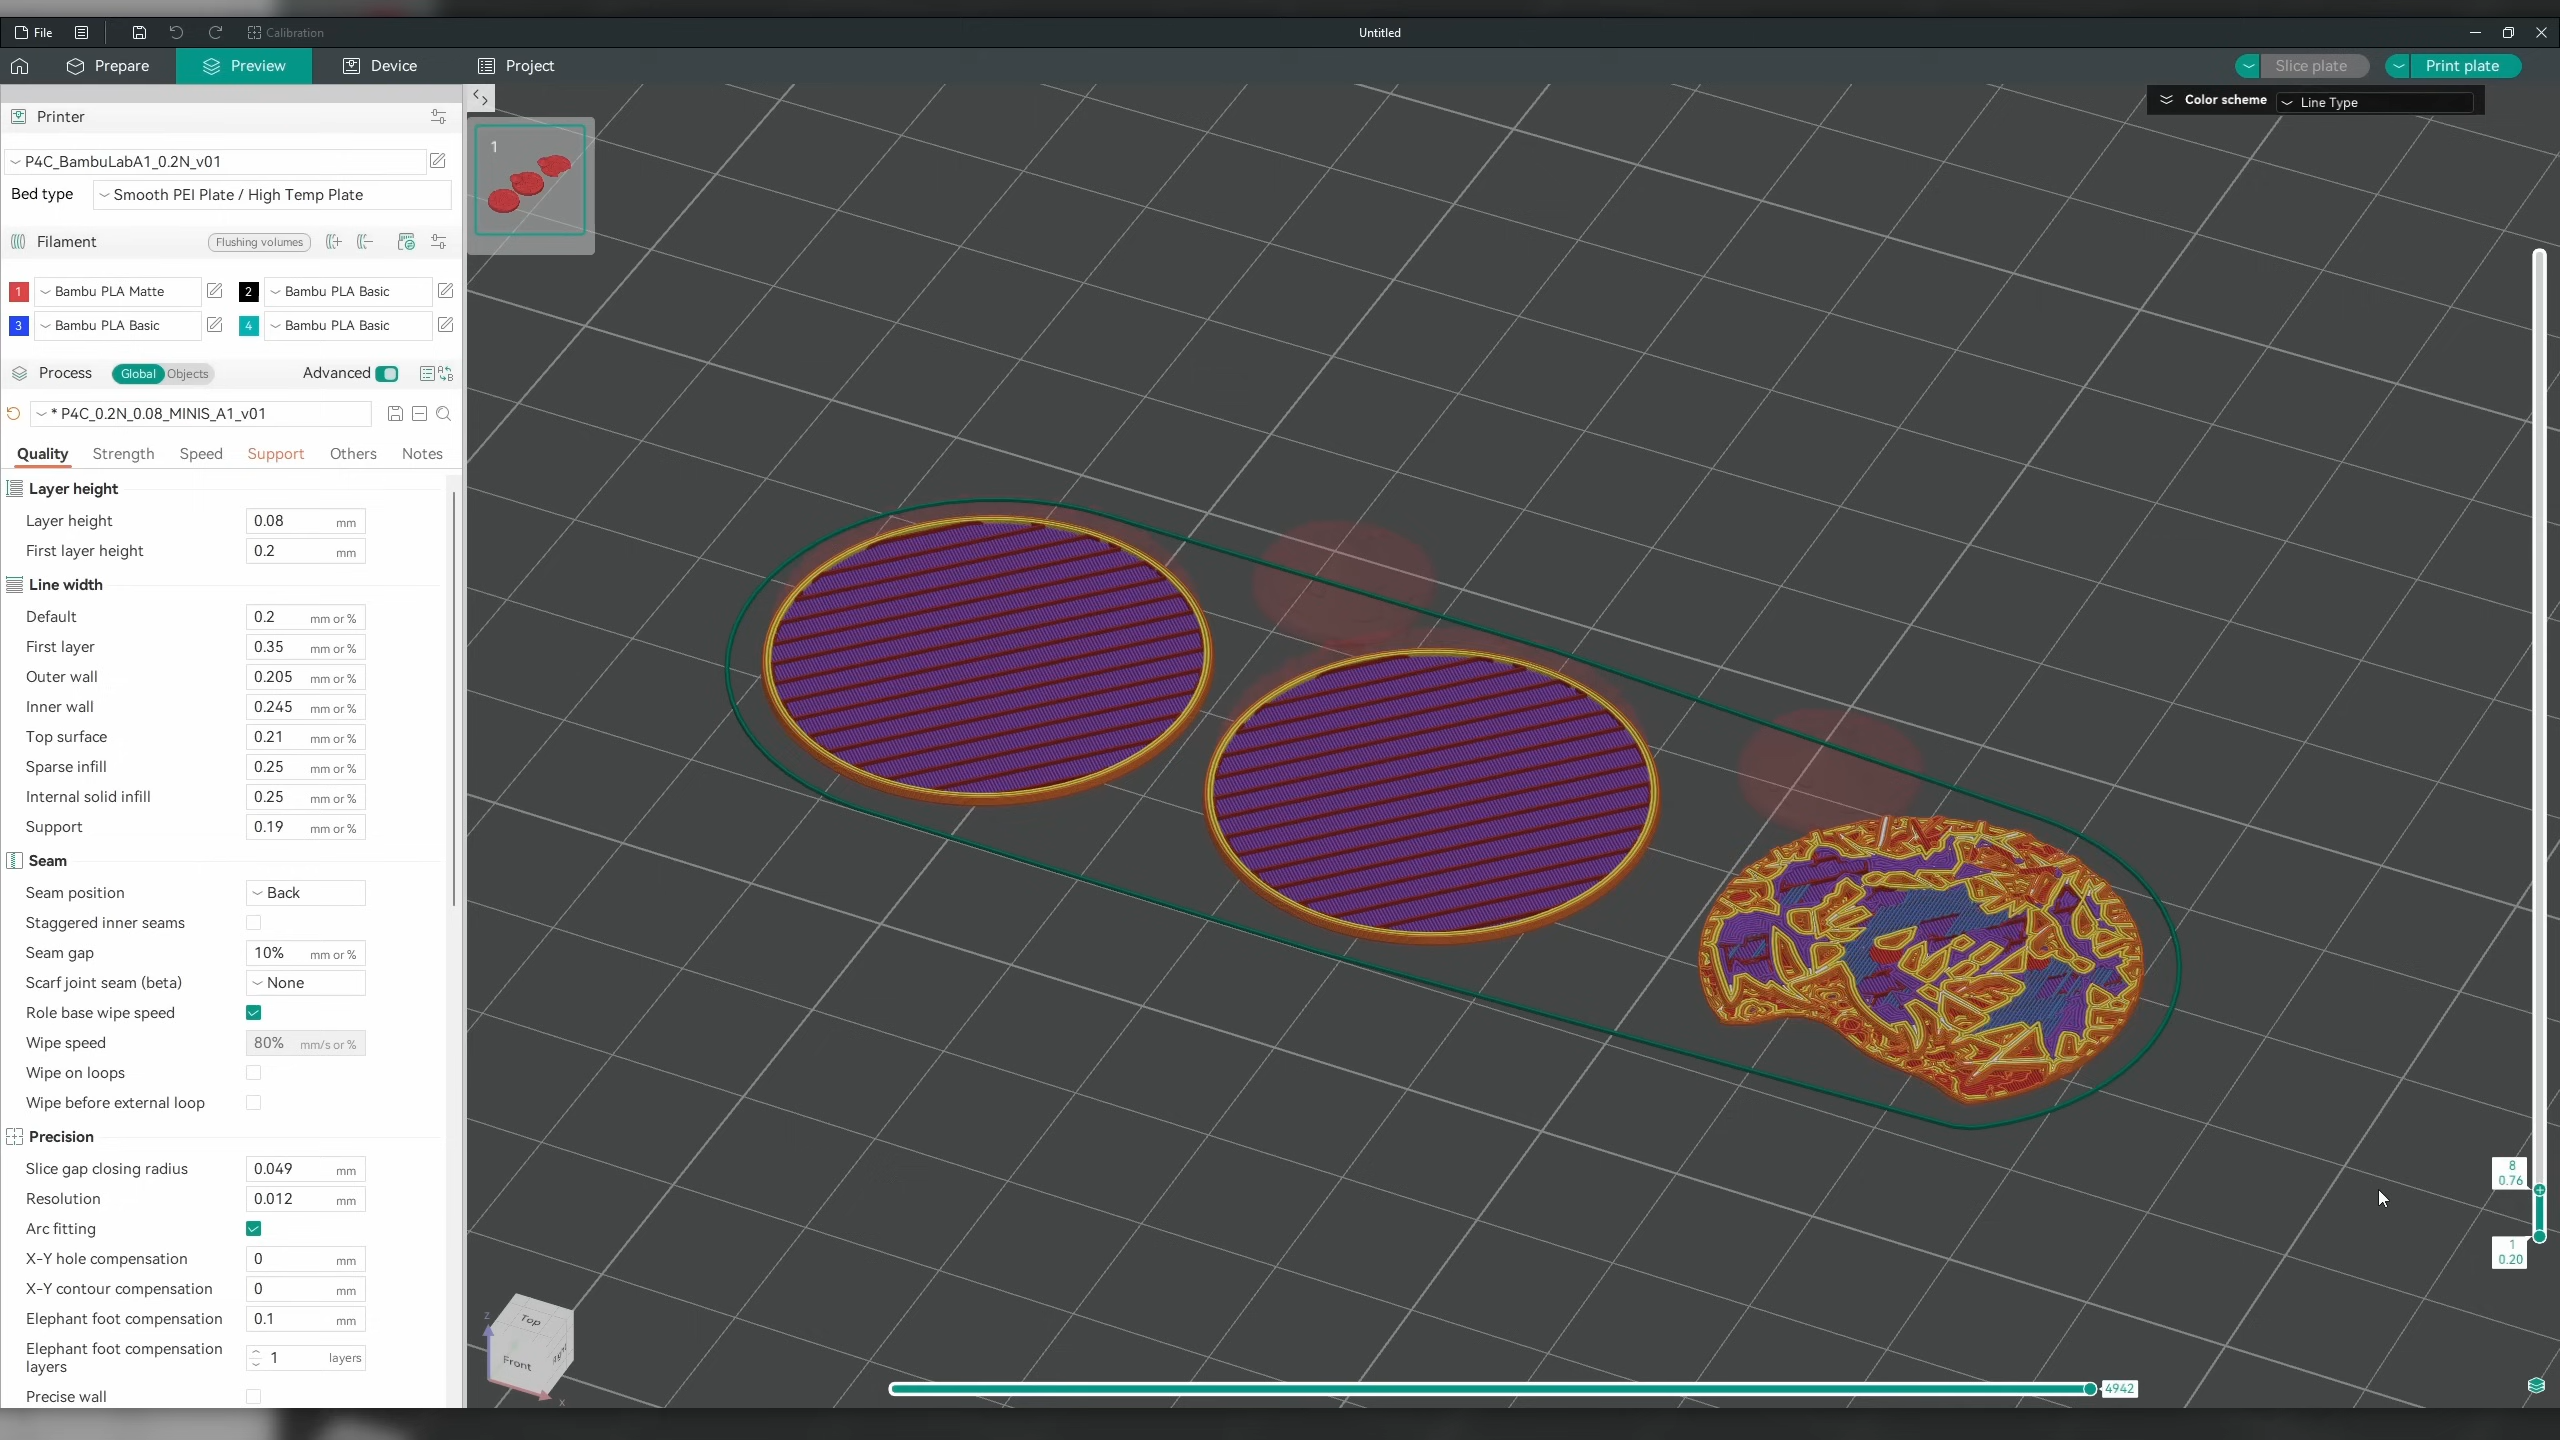 File
Calibration
Untitled
Prepare
Preview
Device
Project
Slice plate
Print plate
Color scheme
Line Type
Printer
P4C_BambuLabA1_0.2N_v01
Bed type
Smooth PEI Plate / High Temp Plate
1
Filament
Flushing volumes
1 Bambu PLA Matte
2 Bambu PLA Basic
3 Bambu PLA Basic
4 Bambu PLA Basic
Process
Global
Objects
Advanced
* P4C_0.2N_0.08_MINIS_A1_v01
Quality
Strength
Speed
Support
Others
Notes
Layer height
Layer height 0.08 mm
First layer height 0.2 mm
Line width
Default 0.2 mm or %
First layer 0.35 mm or %
Outer wall 0.205 mm or %
Inner wall 0.245 mm or %
Top surface 0.21 mm or %
Sparse infill 0.25 mm or %
Internal solid infill 0.25 mm or %
Support 0.19 mm or %
Seam
Seam position Back
Staggered inner seams
Seam gap 10% mm or %
Scarf joint seam (beta) None
Role base wipe speed
Wipe speed 80% mm/s or %
Wipe on loops
Wipe before external loop
Precision
Slice gap closing radius 0.049 mm
Resolution 0.012 mm
Arc fitting
X-Y hole compensation 0 mm
X-Y contour compensation 0 mm
Elephant foot compensation 0.1 mm
Elephant foot compensation
layers
1 layers
Precise wall
8
0.76
1
0.20
Top
Front
Right
z
x
4942